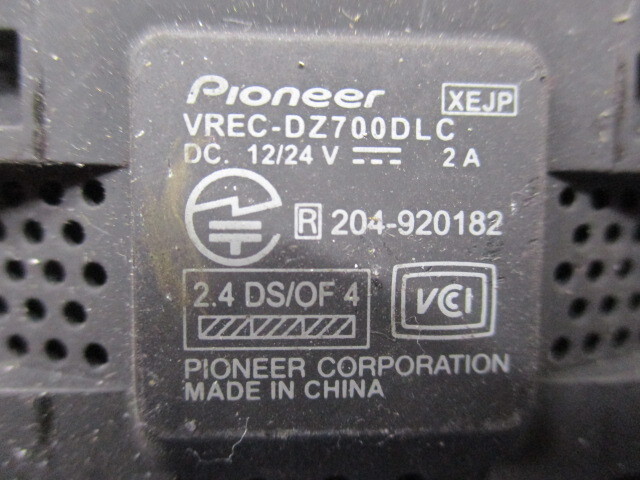 Pioneer XEJP
VREC-DZ700DLC
DC. 12/24 V ⎓ 2 A
R 204-920182
2.4 DS/OF 4
VCCI
PIONEER CORPORATION
MADE IN CHINA